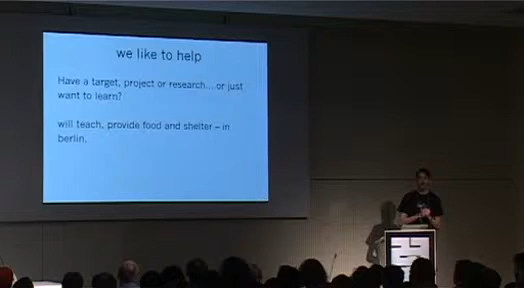 we like to help
Have a target, project or research... or just
want to learn?
will teach, provide food and shelter – in
berlin.